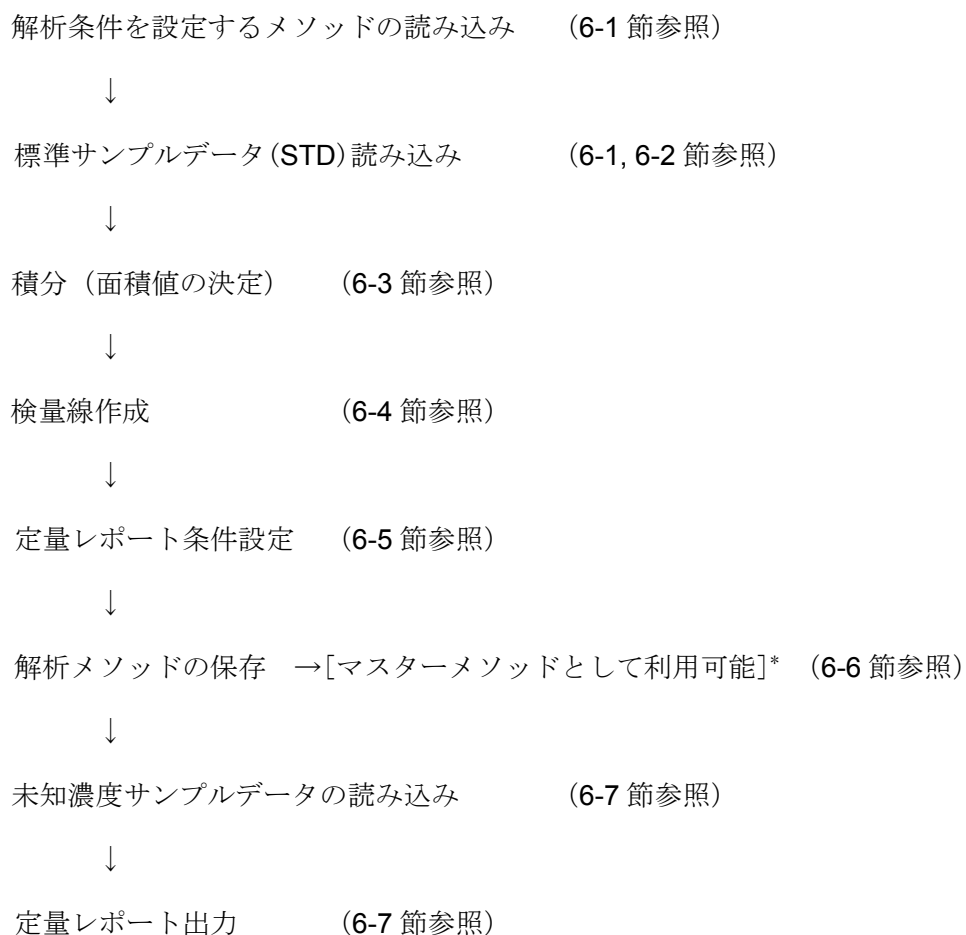 解析条件を設定するメソッドの読み込み　（6-1 節参照）
↓
標準サンプルデータ（STD）読み込み　（6-1, 6-2 節参照）
↓
積分（面積値の決定）　（6-3 節参照）
↓
検量線作成　（6-4 節参照）
↓
定量レポート条件設定　（6-5 節参照）
↓
解析メソッドの保存　→[マスターメソッドとして利用可能]*　（6-6 節参照）
↓
未知濃度サンプルデータの読み込み　（6-7 節参照）
↓
定量レポート出力　（6-7 節参照）